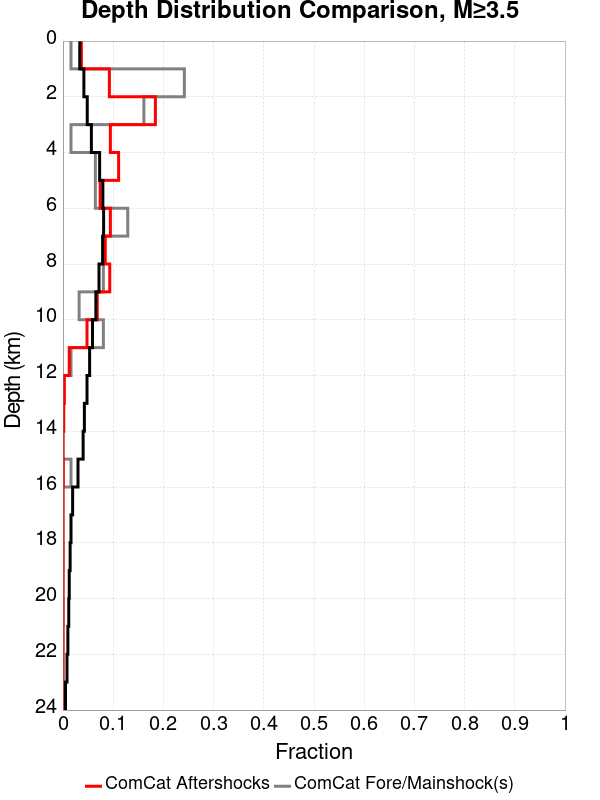 Depth Distribution Comparison, M≥3.5
0
2
4
6
8
10
12
14
16
18
20
22
24
Depth (km)
0 0.1 0.2 0.3 0.4 0.5 0.6 0.7 0.8 0.9 1
Fraction
ComCat Aftershocks ComCat Fore/Mainshock(s)